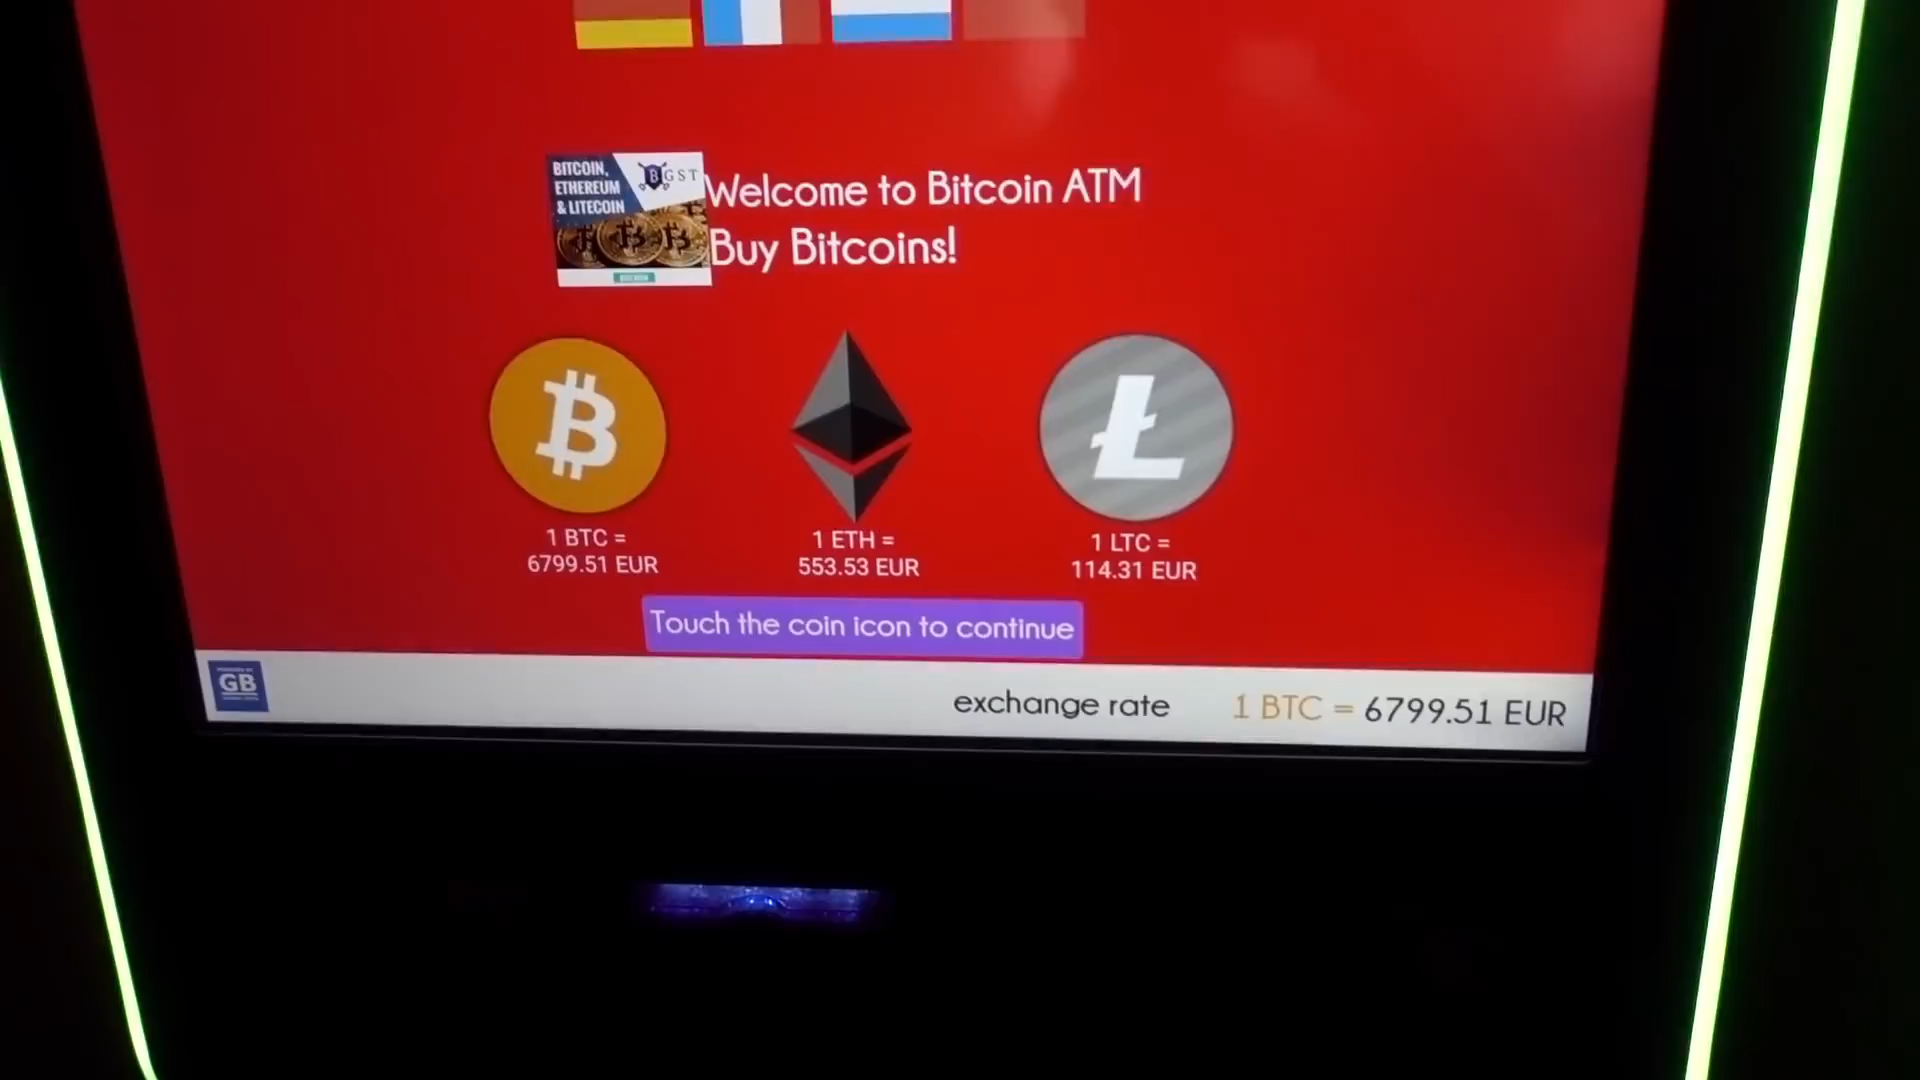 BITCOIN,
ETHEREUM
& LITECOIN
BGST
Welcome to Bitcoin ATM
Buy Bitcoins!
1 BTC =
6799.51 EUR
1 ETH =
553.53 EUR
1 LTC =
114.31 EUR
Touch the coin icon to continue
GB
exchange rate 1 BTC = 6799.51 EUR